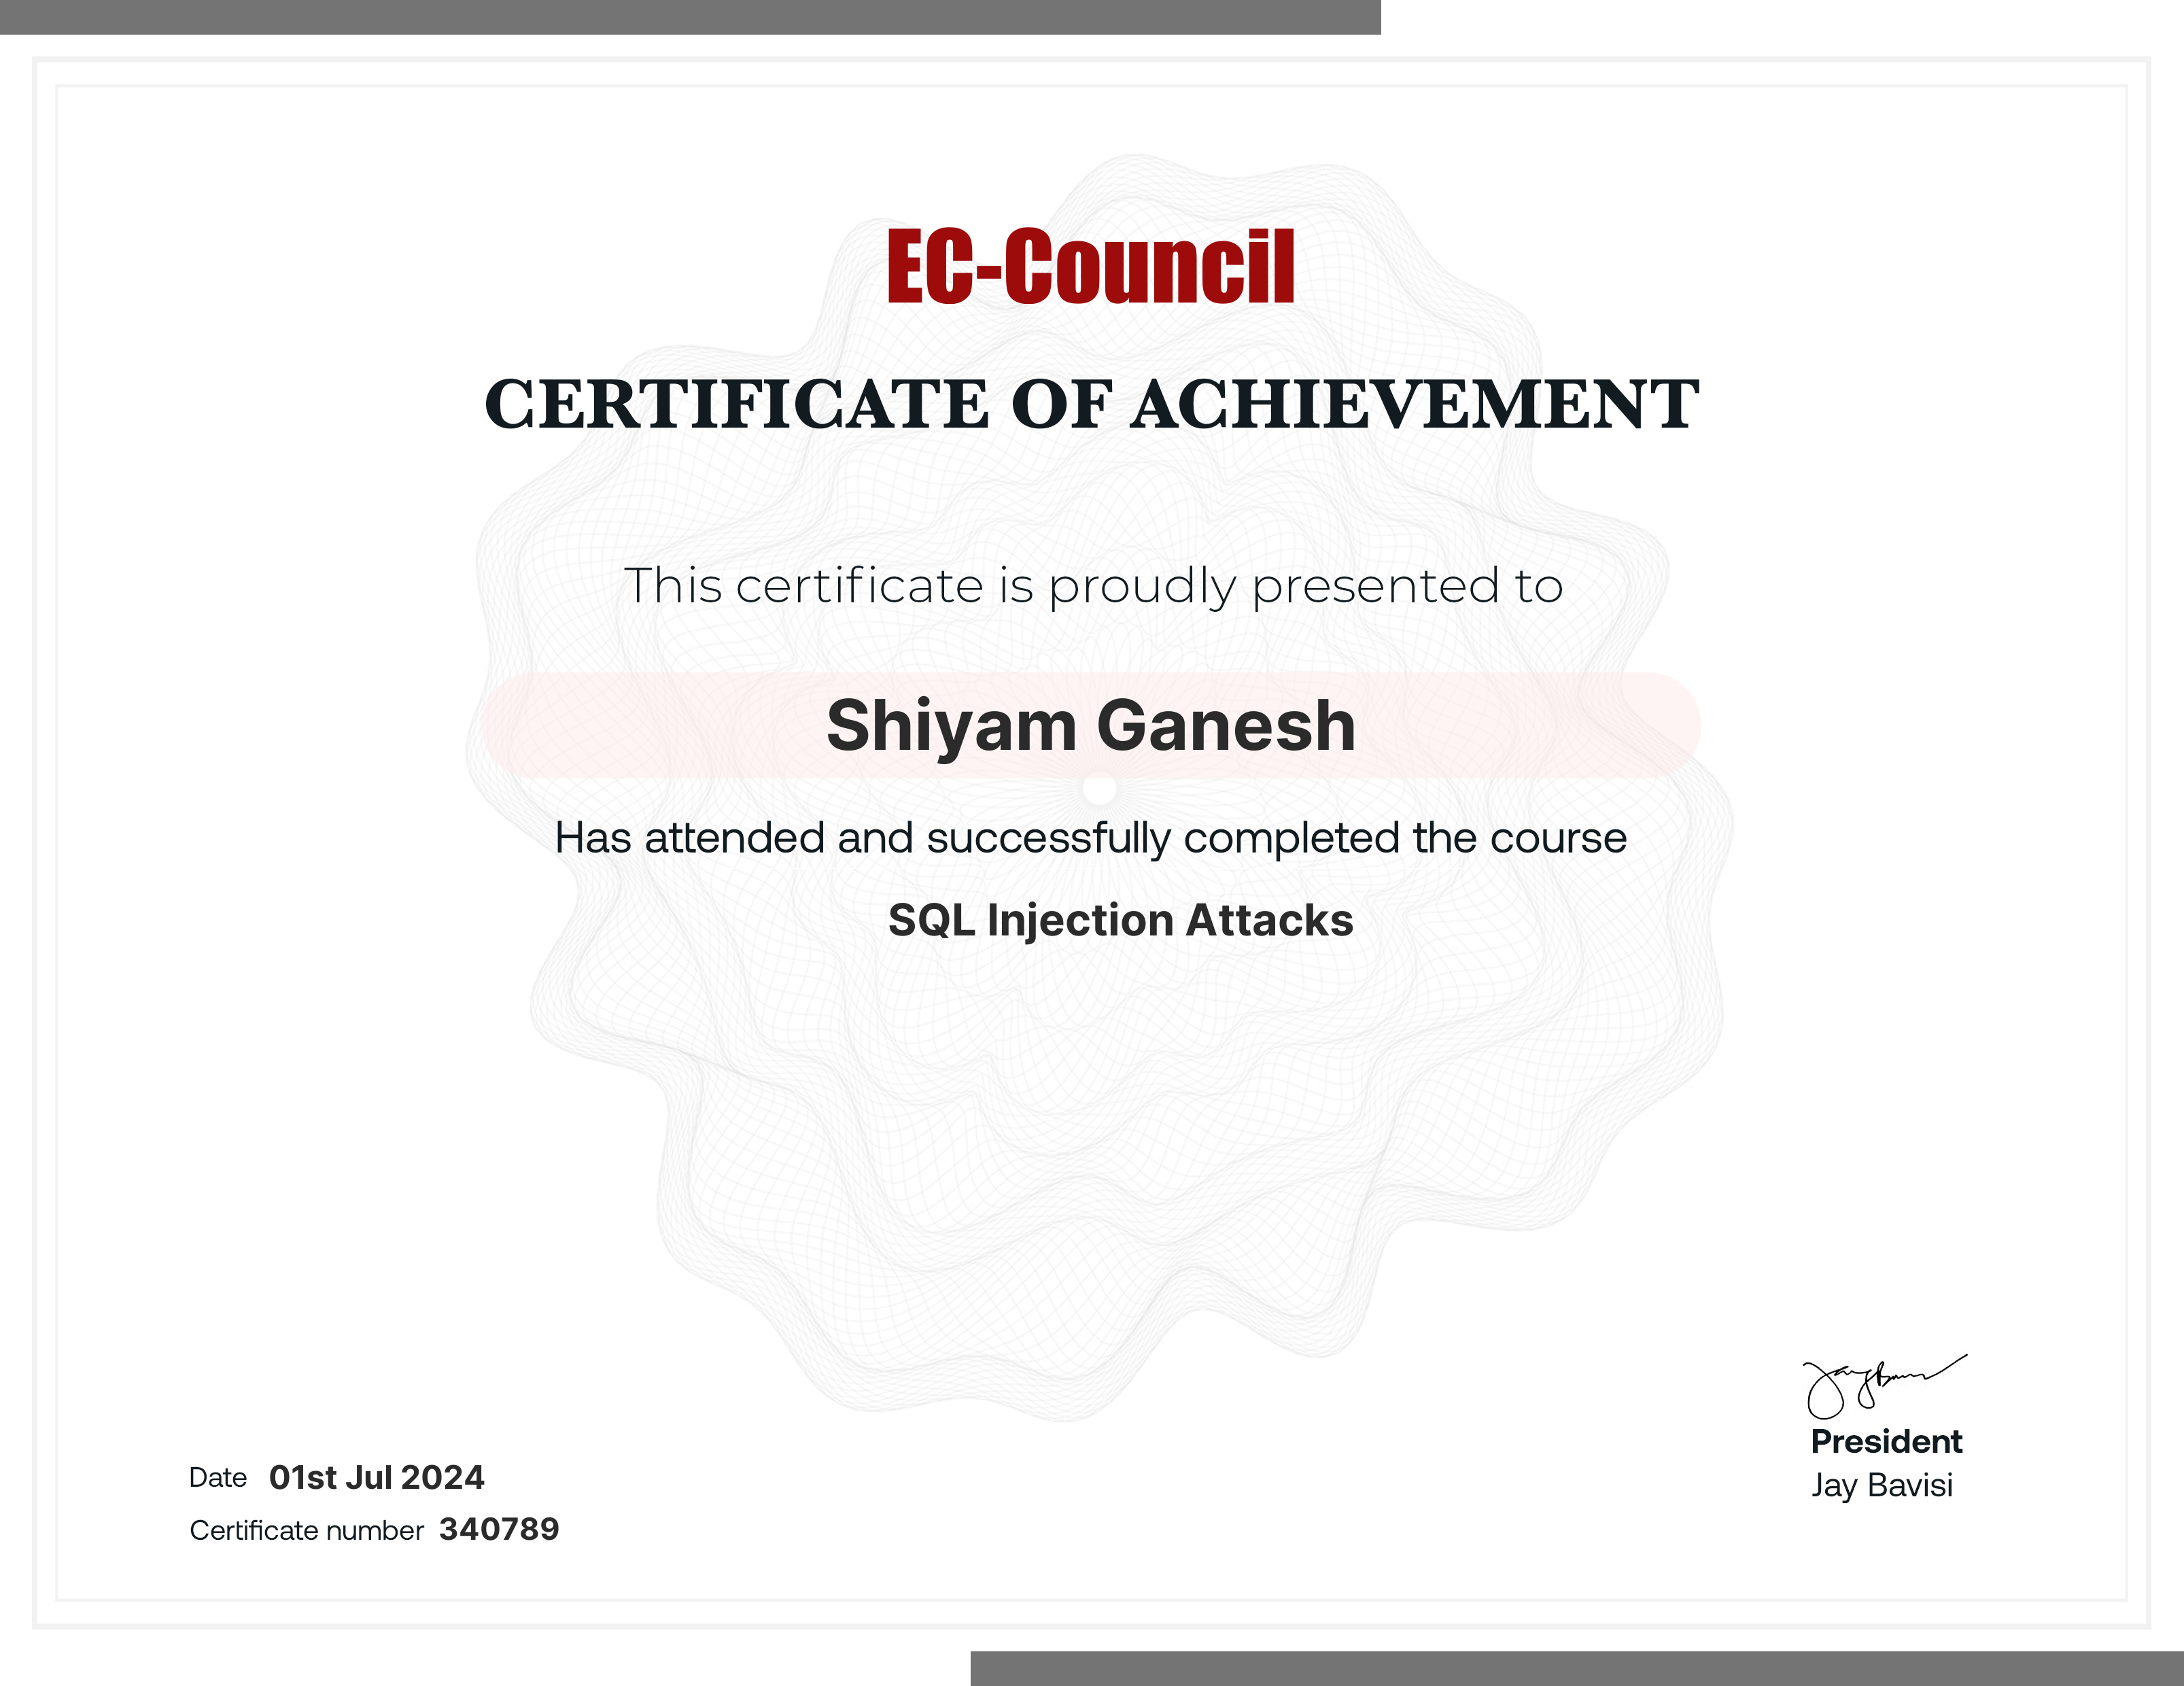 EC-Council
CERTIFICATE OF ACHIEVEMENT
This certificate is proudly presented to
Shiyam Ganesh
Has attended and successfully completed the course
SQL Injection Attacks
President
Jay Bavisi
Date 01st Jul 2024
Certificate number 340789